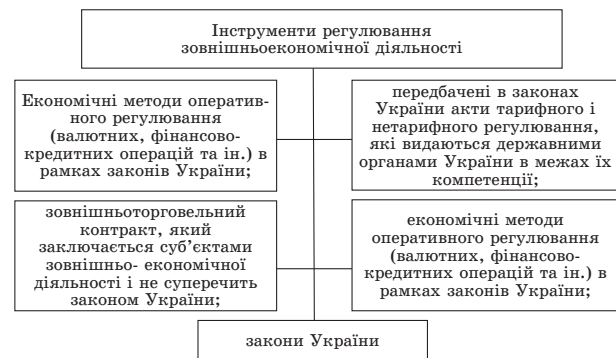 Інструменти регулювання
зовнішньоекономічної діяльності
Економічні методи оператив-
ного регулювання
(валютних, фінансово-
кредитних операцій та ін.) в
рамках законів України;
передбачені в законах
України акти тарифного і
нетарифного регулювання,
які видаються державними
органами України в межах їх
компетенції;
зовнішньоторговельний
контракт, який
заключається суб’єктами
зовнішньо- економічної
діяльності і не суперечить
законом України;
економічні методи
оперативного регулювання
(валютних, фінансово-
кредитних операцій та ін.) в
рамках законів України;
закони України